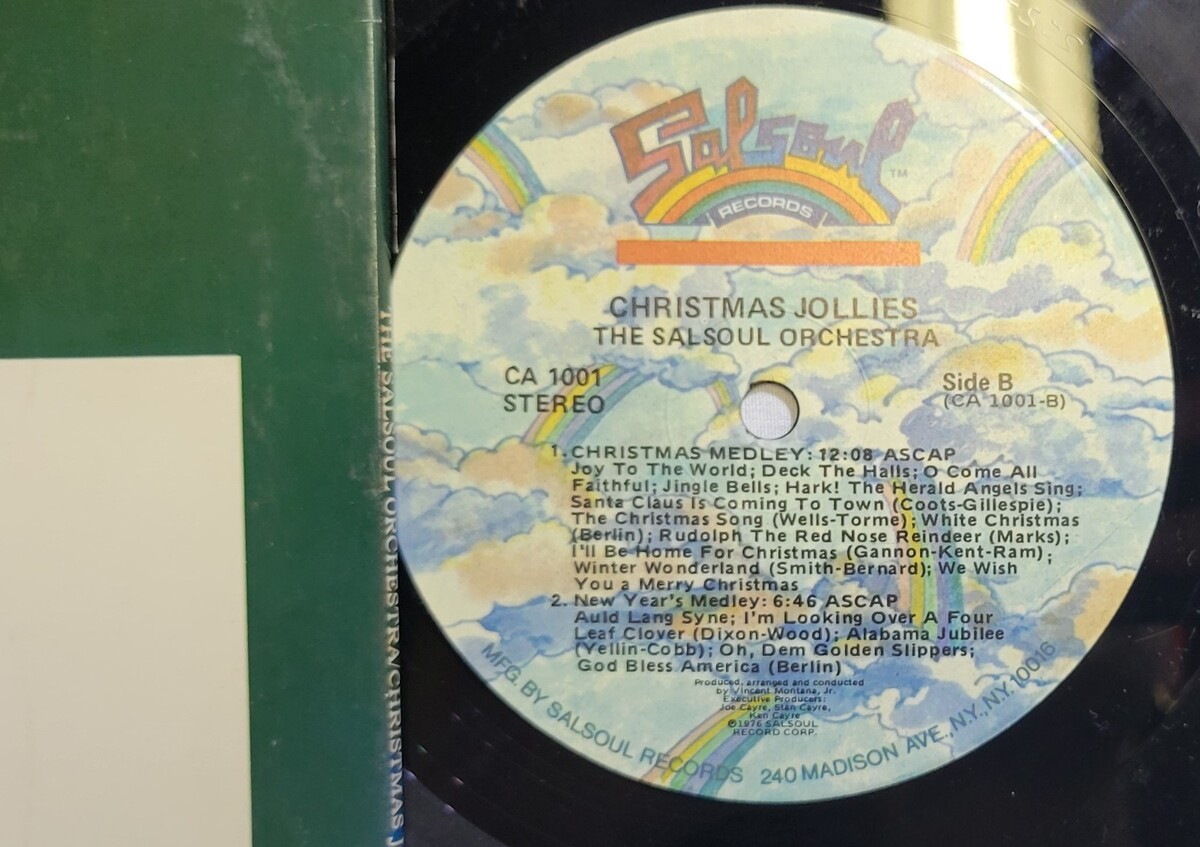 Salsoul
TM
RECORDS
CHRISTMAS JOLLIES
THE SALSOUL ORCHESTRA
CA 1001
STEREO
Side B
(CA 1001-B)
1. CHRISTMAS MEDLEY: 12:08 ASCAP
Joy To The World; Deck The Halls; O Come All
Faithful; Jingle Bells; Hark! The Herald Angels Sing;
Santa Claus Is Coming To Town (Coots-Gillespie);
The Christmas Song (Wells-Torme); White Christmas
(Berlin); Rudolph The Red Nose Reindeer (Marks);
I'll Be Home For Christmas (Gannon-Kent-Ram);
Winter Wonderland (Smith-Bernard); We Wish
You a Merry Christmas
2. New Year's Medley: 6:46 ASCAP
Auld Lang Syne; I'm Looking Over A Four
Leaf Clover (Dixon-Wood); Alabama Jubilee
(Yellin-Cobb); Oh, Dem Golden Slippers;
God Bless America (Berlin)
Produced, arranged and conducted
by Vincent Montana, Jr.
Executive Producers:
Joe Cayre, Stan Cayre,
Ken Cayre
©1976 SALSOUL
RECORD CORP.
MFG. BY SALSOUL RECORDS 240 MADISON AVE., N.Y., N.Y. 10016
THE SALSOUL ORCHESTRA/CHRISTMAS J